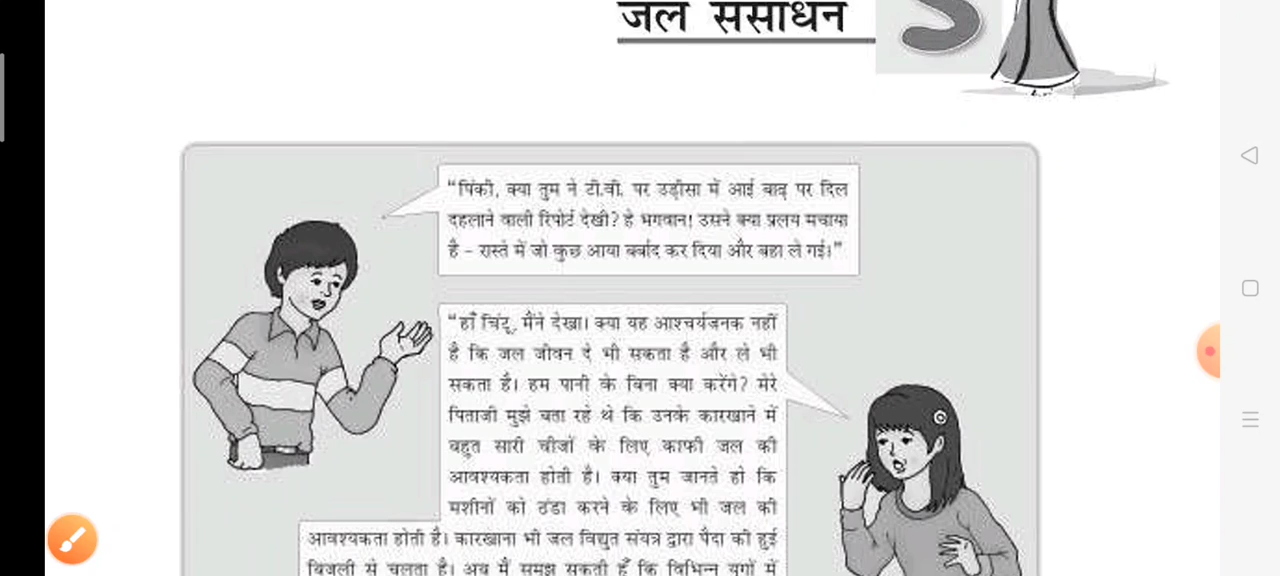 जल संसाधन
"पिंकी, क्या तुम ने टी.वी. पर उड़ीसा में आई बाढ़ पर दिल
दहलाने वाली रिपोर्ट देखी? हे भगवान! उसने क्या प्रलय मचाया
है – रास्ते में जो कुछ आया बर्बाद कर दिया और बहा ले गई।"
"हाँ चिंटू, मैंने देखा। क्या यह आश्चर्यजनक नहीं
है कि जल जीवन दे भी सकता है और ले भी
सकता है। हम पानी के बिना क्या करेंगे? मेरे
पिताजी मुझे बता रहे थे कि उनके कारखाने में
बहुत सारी चीजों के लिए काफी जल की
आवश्यकता होती है। क्या तुम जानते हो कि
मशीनों को ठंडा करने के लिए भी जल की
आवश्यकता होती है। कारखाना भी जल विद्युत संयंत्र द्वारा पैदा की हुई
बिजली से चलता है। अब मैं समझ सकती हूँ कि विभिन्न युगों में